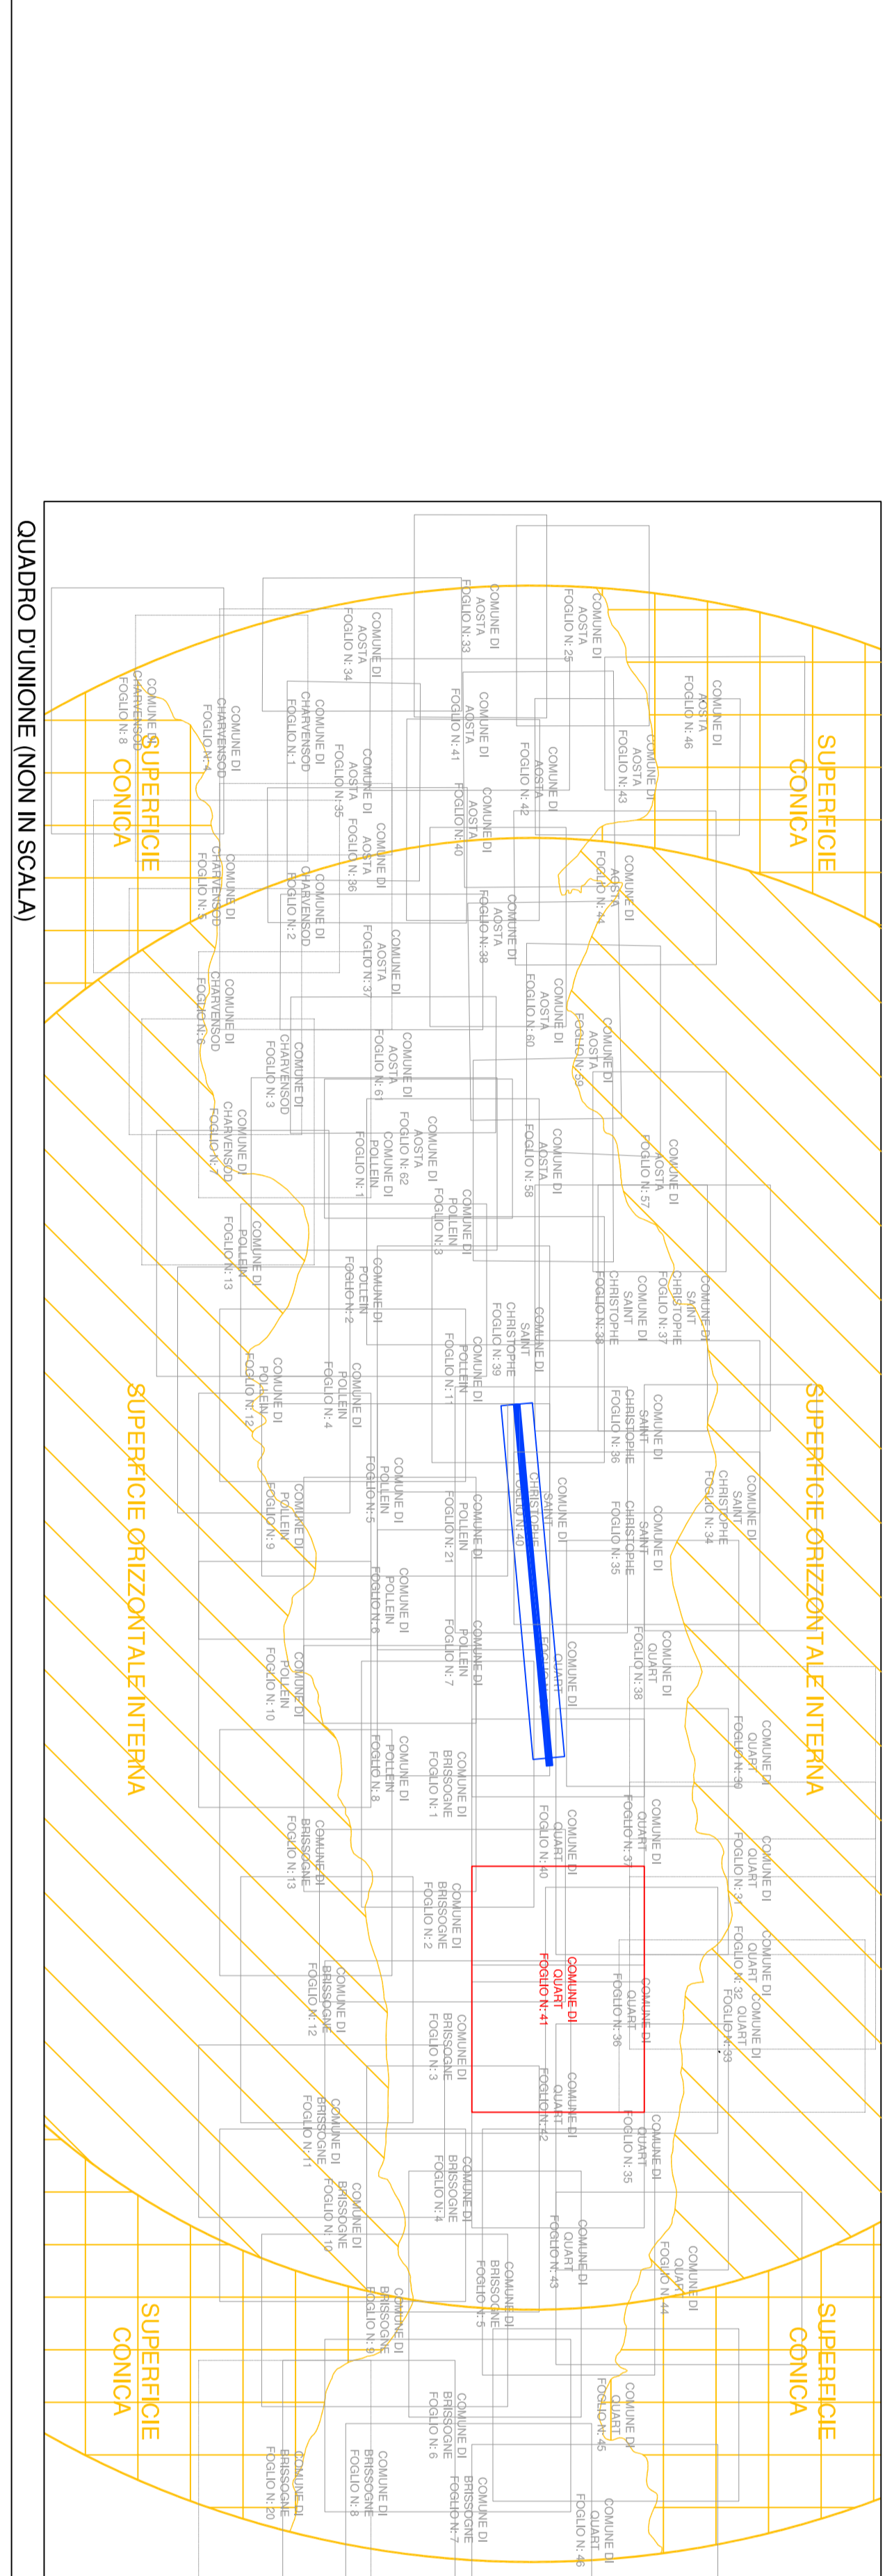 QUADRO D'UNIONE (NON IN SCALA)
SUPERFICIE
CONICA
SUPERFICIE
CONICA
SUPERFICIE ORIZZONTALE INTERNA
SUPERFICIE ORIZZONTALE INTERNA
SUPERFICIE
CONICA
SUPERFICIE
CONICA
COMUNE DI
AOSTA
FOGLIO N: 25
COMUNE DI
AOSTA
FOGLIO N: 33
COMUNE DI
AOSTA
FOGLIO N: 34
COMUNE DI
AOSTA
FOGLIO N: 46
COMUNE DI
AOSTA
FOGLIO N: 43
COMUNE DI
AOSTA
FOGLIO N: 42
COMUNE DI
AOSTA
FOGLIO N: 41
COMUNE DI
AOSTA
FOGLIO N: 40
COMUNE DI
AOSTA
FOGLIO N: 35
COMUNE DI
AOSTA
FOGLIO N: 36
COMUNE DI
CHARVENSOD
FOGLIO N: 1
COMUNE DI
CHARVENSOD
FOGLIO N: 4
COMUNE DI
CHARVENSOD
FOGLIO N: 8
COMUNE DI
AOSTA
FOGLIO N: 44
COMUNE DI
AOSTA
FOGLIO N: 38
COMUNE DI
AOSTA
FOGLIO N: 37
COMUNE DI
CHARVENSOD
FOGLIO N: 2
COMUNE DI
CHARVENSOD
FOGLIO N: 5
COMUNE DI
AOSTA
FOGLIO N: 60
COMUNE DI
AOSTA
FOGLIO N: 59
COMUNE DI
AOSTA
FOGLIO N: 61
COMUNE DI
CHARVENSOD
FOGLIO N: 3
COMUNE DI
CHARVENSOD
FOGLIO N: 6
COMUNE DI
AOSTA
FOGLIO N: 57
COMUNE DI
AOSTA
FOGLIO N: 58
COMUNE DI
AOSTA
FOGLIO N: 62
COMUNE DI
POLLEIN
FOGLIO N: 1
COMUNE DI
CHARVENSOD
FOGLIO N: 7
COMUNE DI
POLLEIN
FOGLIO N: 3
COMUNE DI
POLLEIN
FOGLIO N: 13
COMUNE DI
POLLEIN
FOGLIO N: 2
COMUNE DI
SAINT
CHRISTOPHE
FOGLIO N: 37
COMUNE DI
SAINT
CHRISTOPHE
FOGLIO N: 38
COMUNE DI
SAINT
CHRISTOPHE
FOGLIO N: 39
COMUNE DI
POLLEIN
FOGLIO N: 11
COMUNE DI
POLLEIN
FOGLIO N: 4
COMUNE DI
POLLEIN
FOGLIO N: 12
COMUNE DI
SAINT
CHRISTOPHE
FOGLIO N: 36
COMUNE DI
SAINT
CHRISTOPHE
FOGLIO N: 34
COMUNE DI
SAINT
CHRISTOPHE
FOGLIO N: 35
COMUNE DI
SAINT
CHRISTOPHE
FOGLIO N: 40
COMUNE DI
POLLEIN
FOGLIO N: 21
COMUNE DI
POLLEIN
FOGLIO N: 5
COMUNE DI
POLLEIN
FOGLIO N: 9
COMUNE DI
POLLEIN
FOGLIO N: 6
COMUNE DI
POLLEIN
FOGLIO N: 7
COMUNE DI
POLLEIN
FOGLIO N: 10
COMUNE DI
QUART
FOGLIO N: 38
COMUNE DI
QUART
COMUNE DI
QUART
FOGLIO N: 39
COMUNE DI
POLLEIN
FOGLIO N: 8
COMUNE DI
BRISSOGNE
FOGLIO N: 1
COMUNE DI
QUART
FOGLIO N: 37
COMUNE DI
QUART
FOGLIO N: 40
COMUNE DI
QUART
FOGLIO N: 31
COMUNE DI
BRISSOGNE
FOGLIO N: 13
COMUNE DI
BRISSOGNE
FOGLIO N: 2
COMUNE DI
QUART
FOGLIO N: 32
COMUNE DI
QUART
FOGLIO N: 33
COMUNE DI
QUART
FOGLIO N: 36
COMUNE DI
QUART
FOGLIO N: 41
COMUNE DI
BRISSOGNE
FOGLIO N: 12
COMUNE DI
BRISSOGNE
FOGLIO N: 3
COMUNE DI
QUART
FOGLIO N: 42
COMUNE DI
QUART
FOGLIO N: 35
COMUNE DI
BRISSOGNE
FOGLIO N: 11
COMUNE DI
BRISSOGNE
FOGLIO N: 4
COMUNE DI
BRISSOGNE
FOGLIO N: 10
COMUNE DI
QUART
FOGLIO N: 43
COMUNE DI
QUART
FOGLIO N: 44
COMUNE DI
BRISSOGNE
FOGLIO N: 5
COMUNE DI
BRISSOGNE
FOGLIO N: 9
COMUNE DI
QUART
FOGLIO N: 45
COMUNE DI
BRISSOGNE
FOGLIO N: 6
COMUNE DI
BRISSOGNE
FOGLIO N: 8
COMUNE DI
BRISSOGNE
FOGLIO N: 20
COMUNE DI
BRISSOGNE
FOGLIO N: 7
COMUNE DI
QUART
FOGLIO N: 46